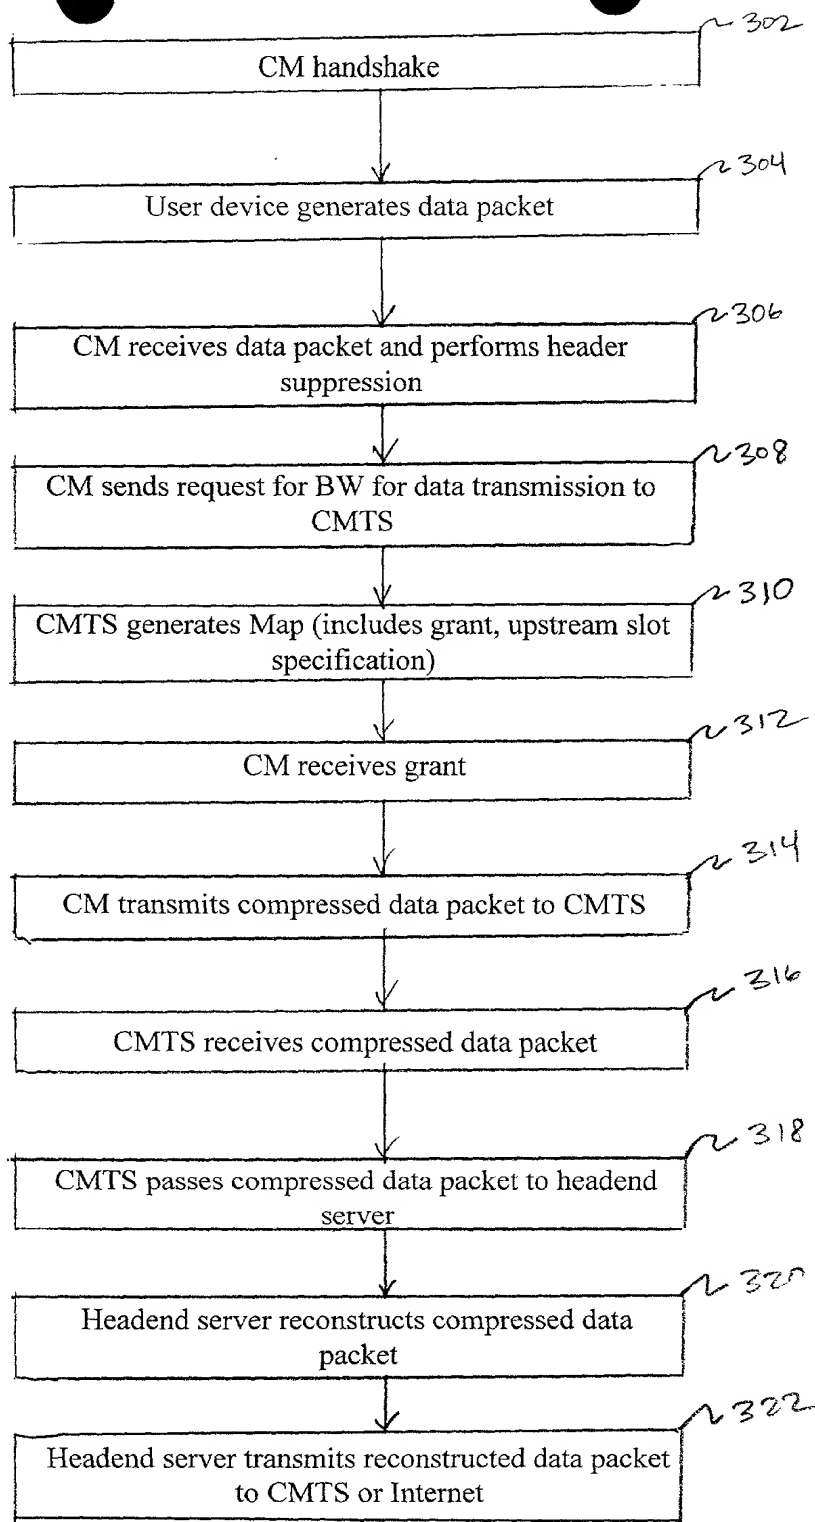 302
CM handshake
304
User device generates data packet
306
CM receives data packet and performs header
suppression
308
CM sends request for BW for data transmission to
CMTS
310
CMTS generates Map (includes grant, upstream slot
specification)
312
CM receives grant
314
CM transmits compressed data packet to CMTS
316
CMTS receives compressed data packet
318
CMTS passes compressed data packet to headend
server
320
Headend server reconstructs compressed data
packet
322
Headend server transmits reconstructed data packet
to CMTS or Internet